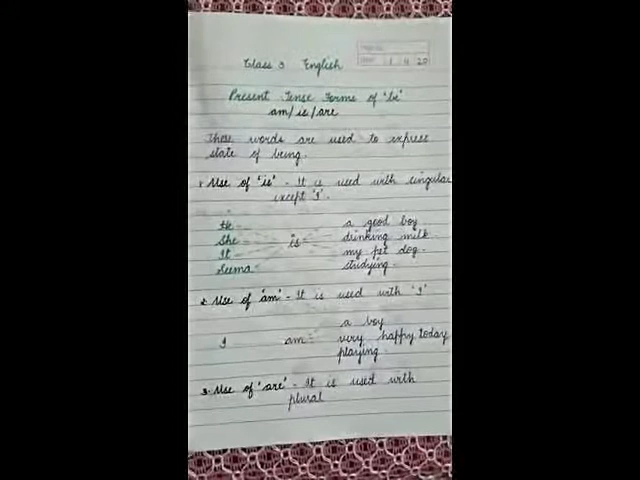 Class 3 English
1 4 20
Present Tense Forms of 'be'
am/is/are
These words are used to express
state of being.
1. Use of 'is' - It is used with singular
except 'I'.
He a good boy
She is drinking milk
It my pet dog
Seema studying
2. Use of 'am' - It is used with 'I'
a boy
I am very happy today
playing
3. Use of 'are' - It is used with
plural